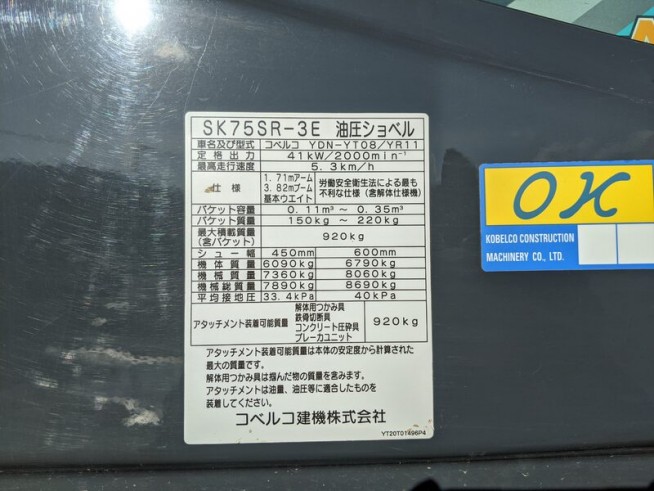 SK75SR-3E 油圧ショベル
車名及び型式 コベルコ YDN-YT08/YR11
定格出力 41kW/2000min⁻¹
最高走行速度 5.3km/h
仕様 1.71mアーム 3.82mブーム 基本ウエイト 労働安全衛生法による最も不利な仕様(含解体仕様機)
バケット容量 0.11m³ ~ 0.35m³
バケット質量 150kg ~ 220kg
最大積載質量(含バケット) 920kg
シュー幅 450mm 600mm
機体質量 6090kg 6790kg
機械質量 7360kg 8060kg
機械総質量 7890kg 8690kg
平均接地圧 33.4kPa 40kPa
アタッチメント装着可能質量 解体用つかみ具 鉄骨切断具 コンクリート圧砕具 ブレーカユニット 920kg
アタッチメント装着可能質量は本体の安定度から計算された
最大の質量です。
解体用つかみ具は掴んだ物の質量を含みます。
アタッチメントは油量、油圧等に適合したものを
装着してください。
コベルコ建機株式会社
YT20T01496P4
OK
KOBELCO CONSTRUCTION
MACHINERY CO., LTD.